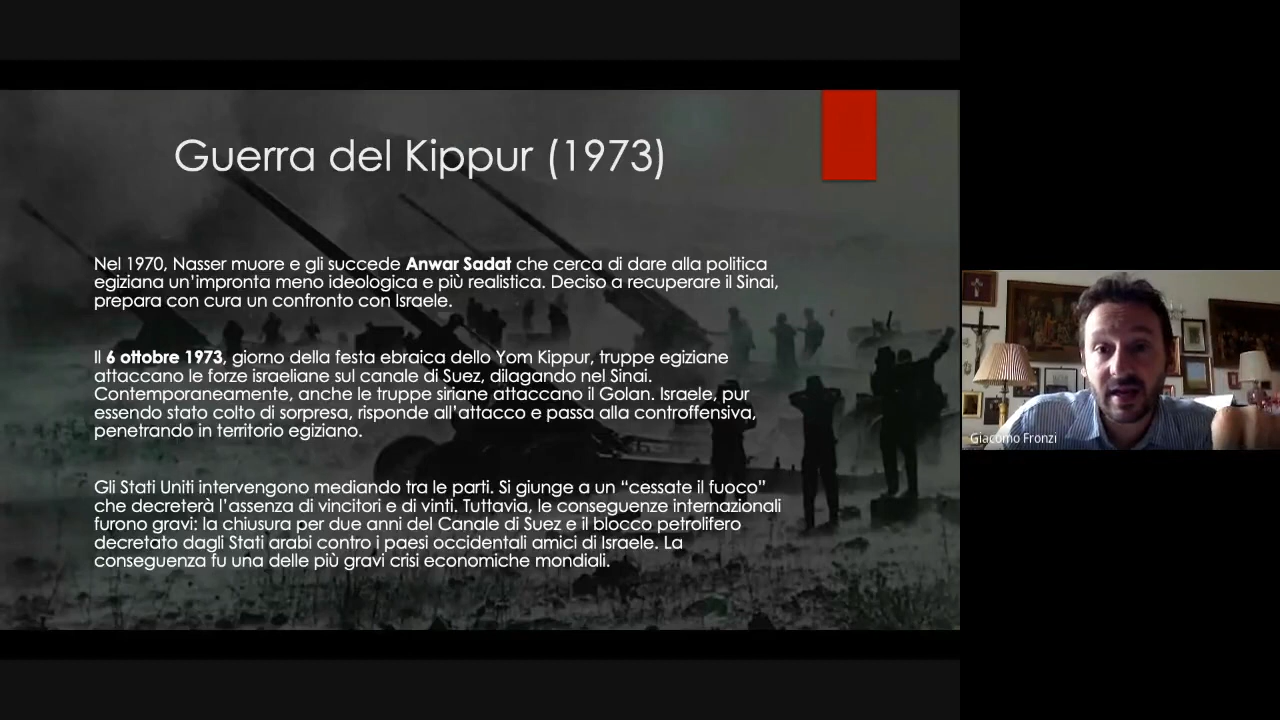 Guerra del Kippur (1973)
Nel 1970, Nasser muore e gli succede Anwar Sadat che cerca di dare alla politica
egiziana un'impronta meno ideologica e più realistica. Deciso a recuperare il Sinai,
prepara con cura un confronto con Israele.
Il 6 ottobre 1973, giorno della festa ebraica dello Yom Kippur, truppe egiziane
attaccano le forze israeliane sul canale di Suez, dilagando nel Sinai.
Contemporaneamente, anche le truppe siriane attaccano il Golan. Israele, pur
essendo stato colto di sorpresa, risponde all'attacco e passa alla controffensiva,
penetrando in territorio egiziano.
Gli Stati Uniti intervengono mediando tra le parti. Si giunge a un “cessate il fuoco”
che decreterà l'assenza di vincitori e di vinti. Tuttavia, le conseguenze internazionali
furono gravi: la chiusura per due anni del Canale di Suez e il blocco petrolifero
decretato dagli Stati arabi contro i paesi occidentali amici di Israele. La
conseguenza fu una delle più gravi crisi economiche mondiali.
Giacomo Fronzi